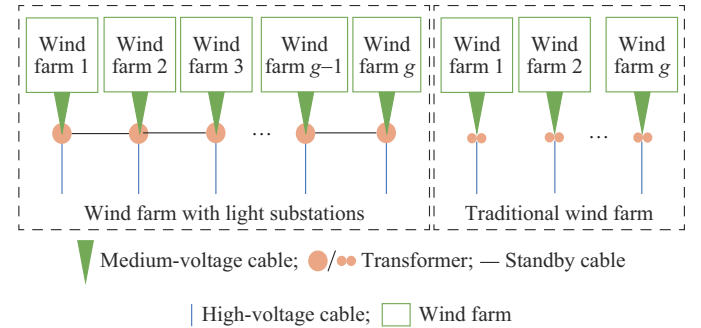 Wind farm 1
Wind farm 2
Wind farm 3
Wind farm g−1
Wind farm g
Wind farm 1
Wind farm 2
Wind farm g
...
...
Wind farm with light substations
Traditional wind farm
Medium-voltage cable; / Transformer; — Standby cable
High-voltage cable; Wind farm